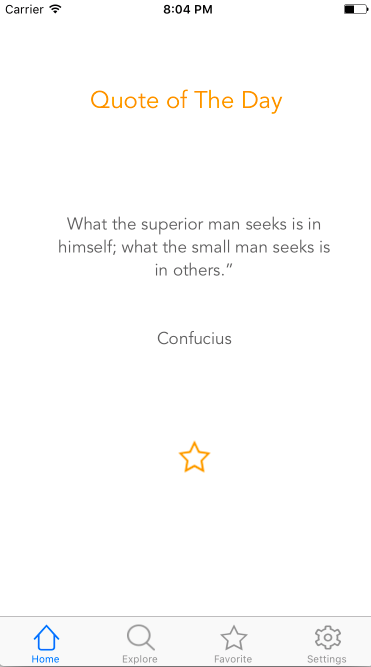 Carrier 8:04 PM
Quote of The Day
What the superior man seeks is in
himself; what the small man seeks is
in others.”
Confucius
Home Explore Favorite Settings